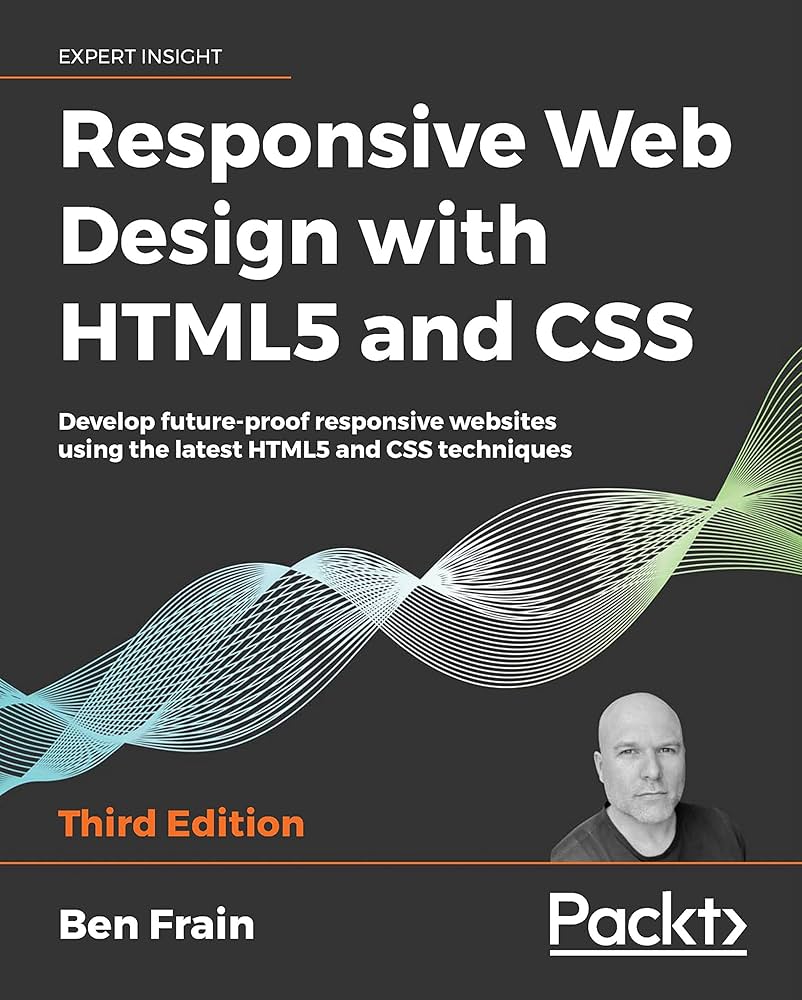 EXPERT INSIGHT
Responsive Web
Design with
HTML5 and CSS
Develop future-proof responsive websites
using the latest HTML5 and CSS techniques
Third Edition
Ben Frain
Packt